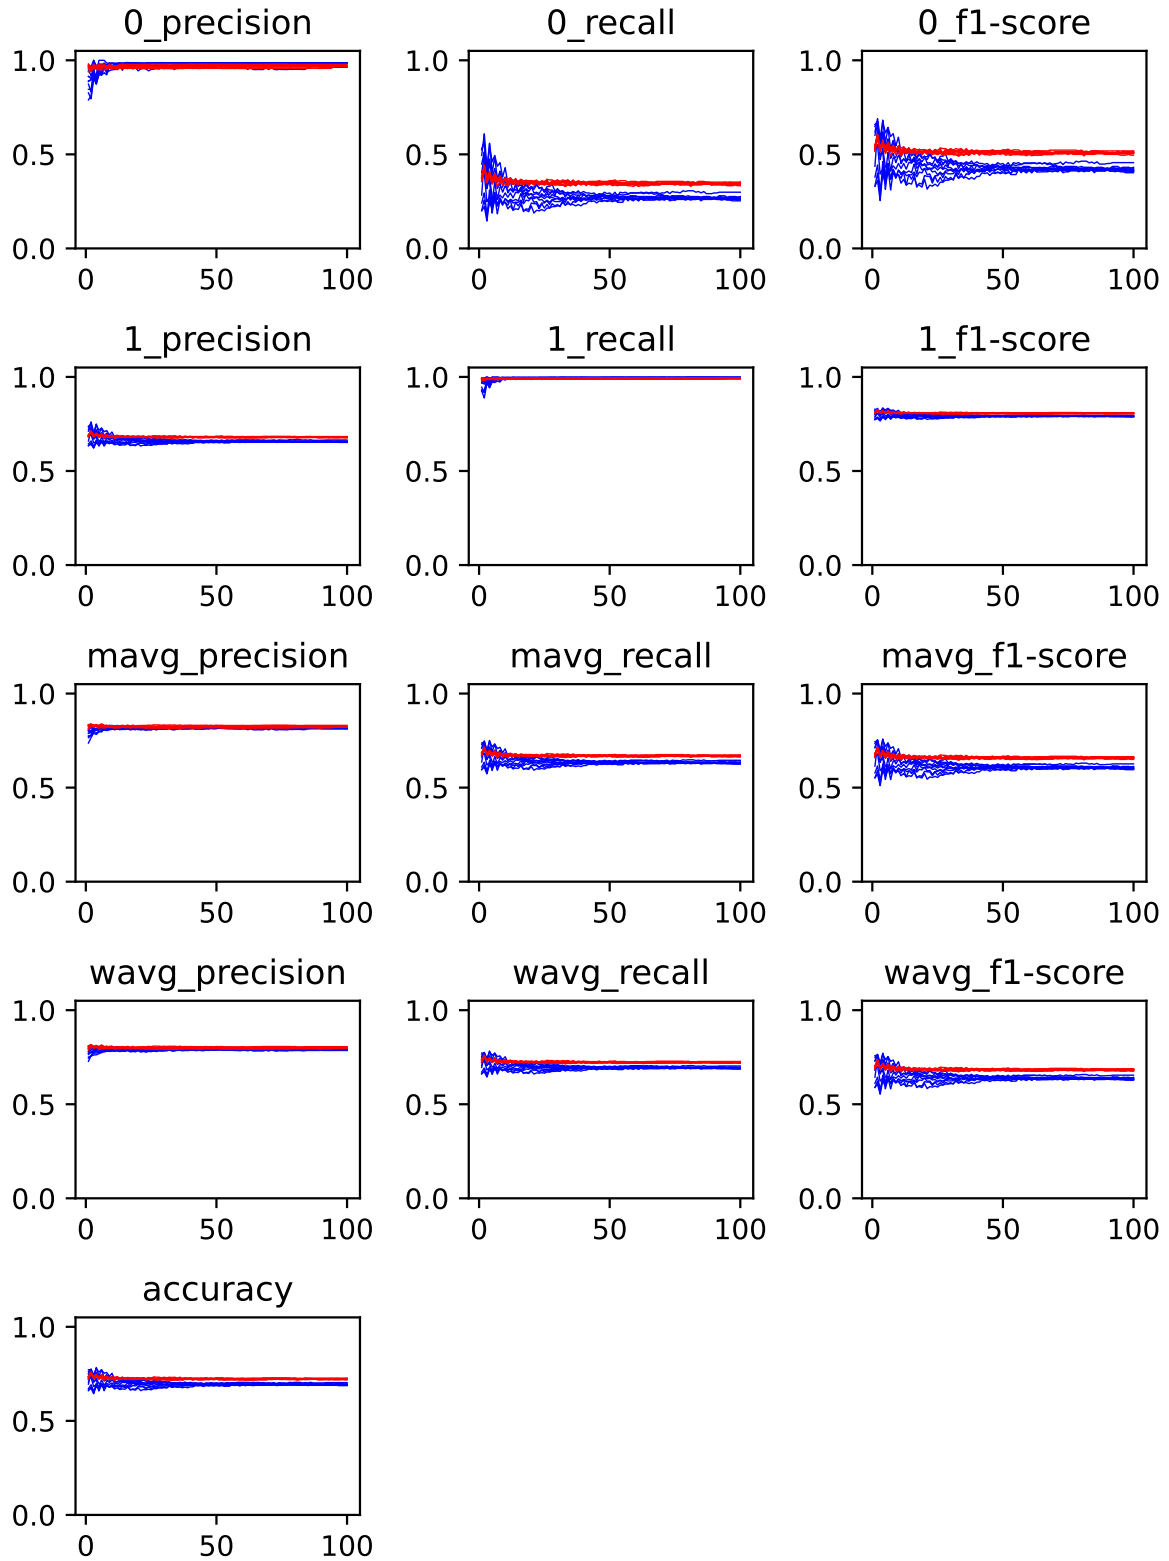 0_precision 0_recall 0_f1-score
1.0 1.0 1.0
0.5 0.5 0.5
0.0 0.0 0.0
0 50 100 0 50 100 0 50 100
1_precision 1_recall 1_f1-score
1.0 1.0 1.0
0.5 0.5 0.5
0.0 0.0 0.0
0 50 100 0 50 100 0 50 100
mavg_precision mavg_recall mavg_f1-score
1.0 1.0 1.0
0.5 0.5 0.5
0.0 0.0 0.0
0 50 100 0 50 100 0 50 100
wavg_precision wavg_recall wavg_f1-score
1.0 1.0 1.0
0.5 0.5 0.5
0.0 0.0 0.0
0 50 100 0 50 100 0 50 100
accuracy
1.0
0.5
0.0
0 50 100